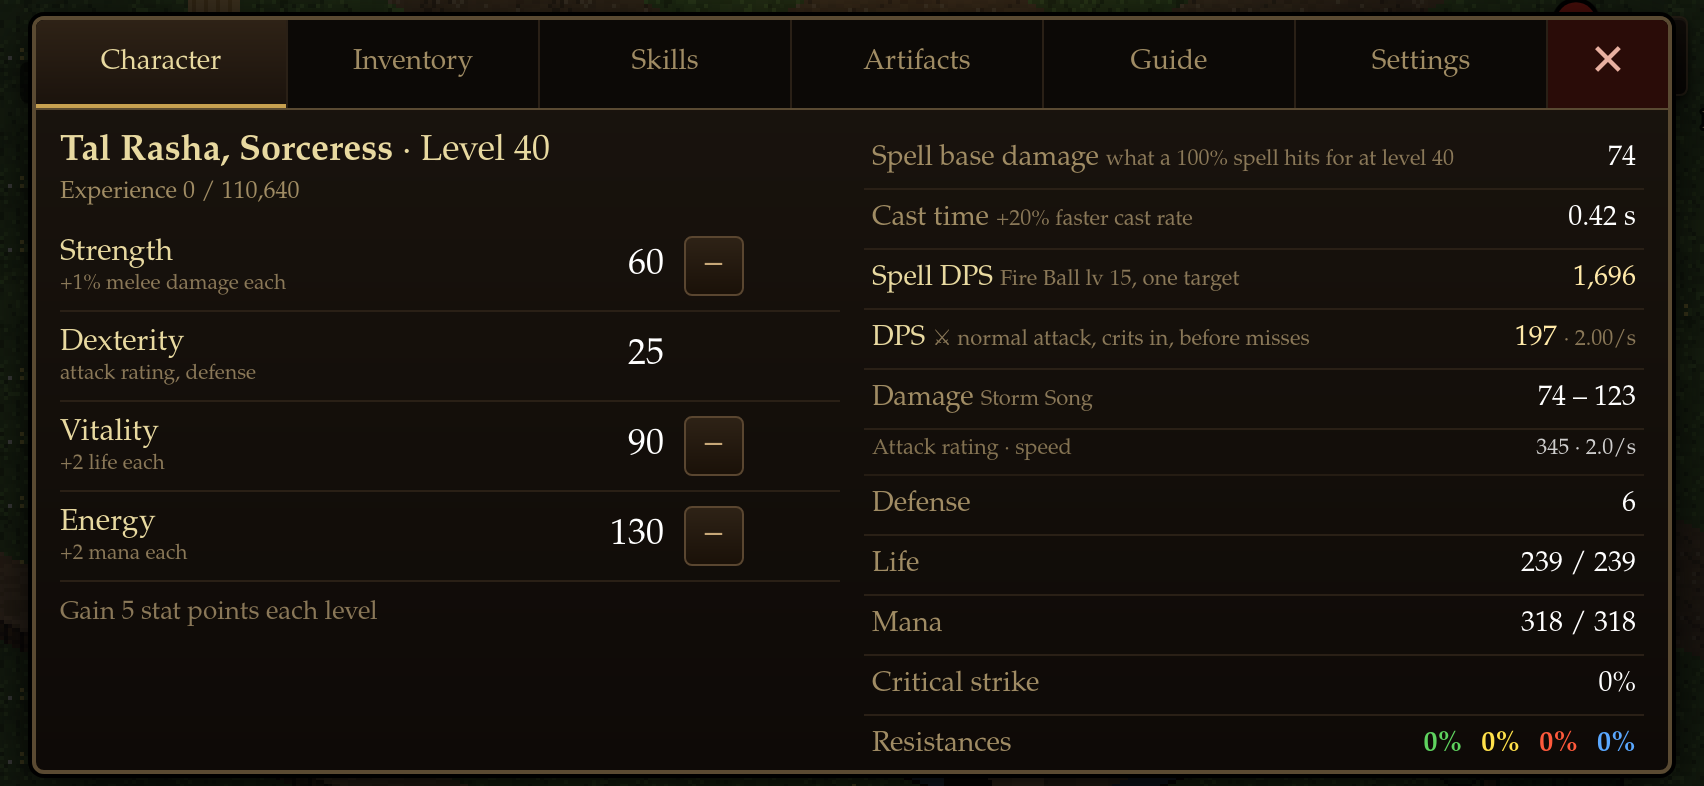 Character Inventory Skills Artifacts Guide Settings ✕
Tal Rasha, Sorceress · Level 40
Experience 0 / 110,640
Strength 60 –
+1% melee damage each
Dexterity 25
attack rating, defense
Vitality 90 –
+2 life each
Energy 130 –
+2 mana each
Gain 5 stat points each level
Spell base damage what a 100% spell hits for at level 40 74
Cast time +20% faster cast rate 0.42 s
Spell DPS Fire Ball lv 15, one target 1,696
DPS ⚔ normal attack, crits in, before misses 197 · 2.00/s
Damage Storm Song 74 – 123
Attack rating · speed 345 · 2.0/s
Defense 6
Life 239 / 239
Mana 318 / 318
Critical strike 0%
Resistances 0% 0% 0% 0%